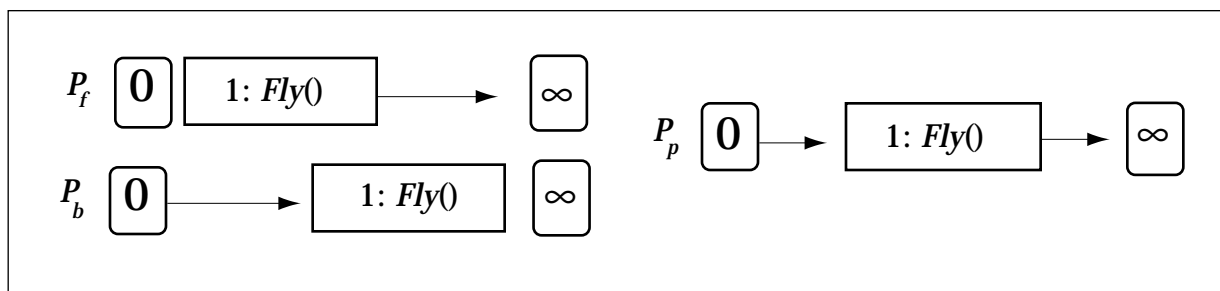 P_f 0 1: Fly() ∞
P_b 0 1: Fly() ∞
P_p 0 1: Fly() ∞